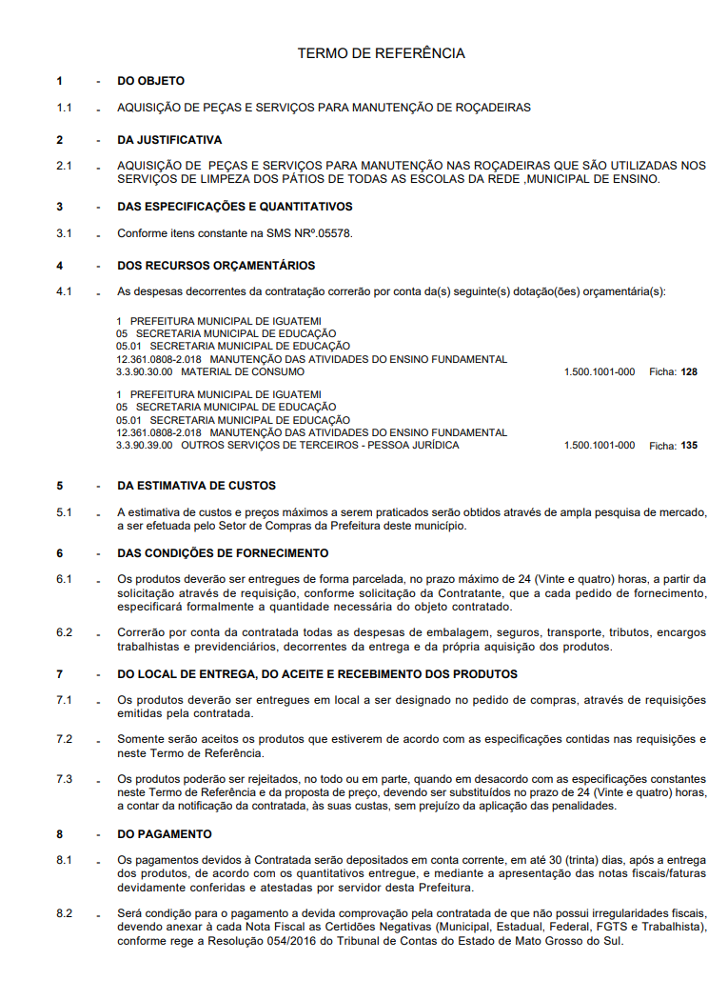 TERMO DE REFERÊNCIA
1 - DO OBJETO
1.1 - AQUISIÇÃO DE PEÇAS E SERVIÇOS PARA MANUTENÇÃO DE ROÇADEIRAS
2 - DA JUSTIFICATIVA
2.1 - AQUISIÇÃO DE PEÇAS E SERVIÇOS PARA MANUTENÇÃO NAS ROÇADEIRAS QUE SÃO UTILIZADAS NOS
SERVIÇOS DE LIMPEZA DOS PÁTIOS DE TODAS AS ESCOLAS DA REDE ,MUNICIPAL DE ENSINO.
3 - DAS ESPECIFICAÇÕES E QUANTITATIVOS
3.1 - Conforme itens constante na SMS NRº.05578.
4 - DOS RECURSOS ORÇAMENTÁRIOS
4.1 - As despesas decorrentes da contratação correrão por conta da(s) seguinte(s) dotação(ões) orçamentária(s):
1 PREFEITURA MUNICIPAL DE IGUATEMI
05 SECRETARIA MUNICIPAL DE EDUCAÇÃO
05.01 SECRETARIA MUNICIPAL DE EDUCAÇÃO
12.361.0808-2.018 MANUTENÇÃO DAS ATIVIDADES DO ENSINO FUNDAMENTAL
3.3.90.30.00 MATERIAL DE CONSUMO 1.500.1001-000 Ficha: 128
1 PREFEITURA MUNICIPAL DE IGUATEMI
05 SECRETARIA MUNICIPAL DE EDUCAÇÃO
05.01 SECRETARIA MUNICIPAL DE EDUCAÇÃO
12.361.0808-2.018 MANUTENÇÃO DAS ATIVIDADES DO ENSINO FUNDAMENTAL
3.3.90.39.00 OUTROS SERVIÇOS DE TERCEIROS - PESSOA JURÍDICA 1.500.1001-000 Ficha: 135
5 - DA ESTIMATIVA DE CUSTOS
5.1 - A estimativa de custos e preços máximos a serem praticados serão obtidos através de ampla pesquisa de mercado,
a ser efetuada pelo Setor de Compras da Prefeitura deste município.
6 - DAS CONDIÇÕES DE FORNECIMENTO
6.1 - Os produtos deverão ser entregues de forma parcelada, no prazo máximo de 24 (Vinte e quatro) horas, a partir da
solicitação através de requisição, conforme solicitação da Contratante, que a cada pedido de fornecimento,
especificará formalmente a quantidade necessária do objeto contratado.
6.2 - Correrão por conta da contratada todas as despesas de embalagem, seguros, transporte, tributos, encargos
trabalhistas e previdenciários, decorrentes da entrega e da própria aquisição dos produtos.
7 - DO LOCAL DE ENTREGA, DO ACEITE E RECEBIMENTO DOS PRODUTOS
7.1 - Os produtos deverão ser entregues em local a ser designado no pedido de compras, através de requisições
emitidas pela contratada.
7.2 - Somente serão aceitos os produtos que estiverem de acordo com as especificações contidas nas requisições e
neste Termo de Referência.
7.3 - Os produtos poderão ser rejeitados, no todo ou em parte, quando em desacordo com as especificações constantes
neste Termo de Referência e da proposta de preço, devendo ser substituídos no prazo de 24 (Vinte e quatro) horas,
a contar da notificação da contratada, às suas custas, sem prejuízo da aplicação das penalidades.
8 - DO PAGAMENTO
8.1 - Os pagamentos devidos à Contratada serão depositados em conta corrente, em até 30 (trinta) dias, após a entrega
dos produtos, de acordo com os quantitativos entregue, e mediante a apresentação das notas fiscais/faturas
devidamente conferidas e atestadas por servidor desta Prefeitura.
8.2 - Será condição para o pagamento a devida comprovação pela contratada de que não possui irregularidades fiscais,
devendo anexar à cada Nota Fiscal as Certidões Negativas (Municipal, Estadual, Federal, FGTS e Trabalhista),
conforme rege a Resolução 054/2016 do Tribunal de Contas do Estado de Mato Grosso do Sul.